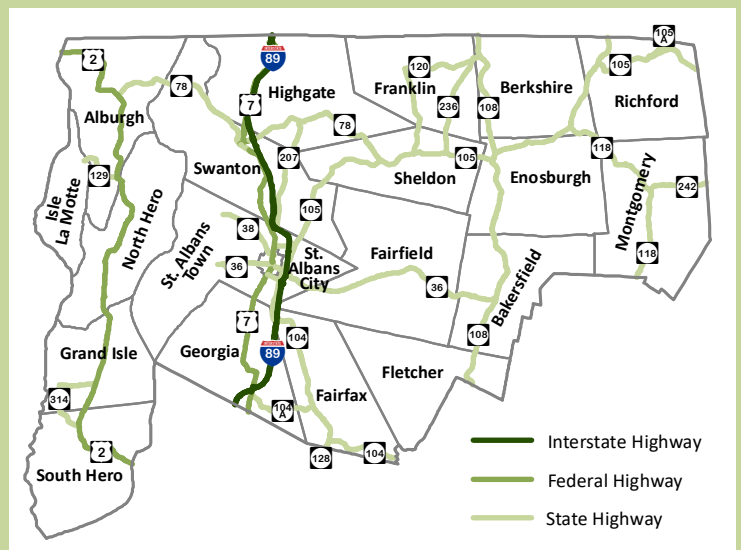 105
A
2
89
120
105
Berkshire
Franklin
78
Highgate
Richford
7
236
108
Alburgh
78
118
207
105
Swanton
Sheldon
Enosburgh
129
242
Isle
La Motte
North Hero
105
Montgomery
38
St. Albans
Town
St.
Albans
City
Fairfield
118
36
36
Bakersfield
7
104
108
Georgia
89
Grand Isle
Fletcher
314
Fairfax
104
A
2
128
104
South Hero
Interstate Highway
Federal Highway
State Highway